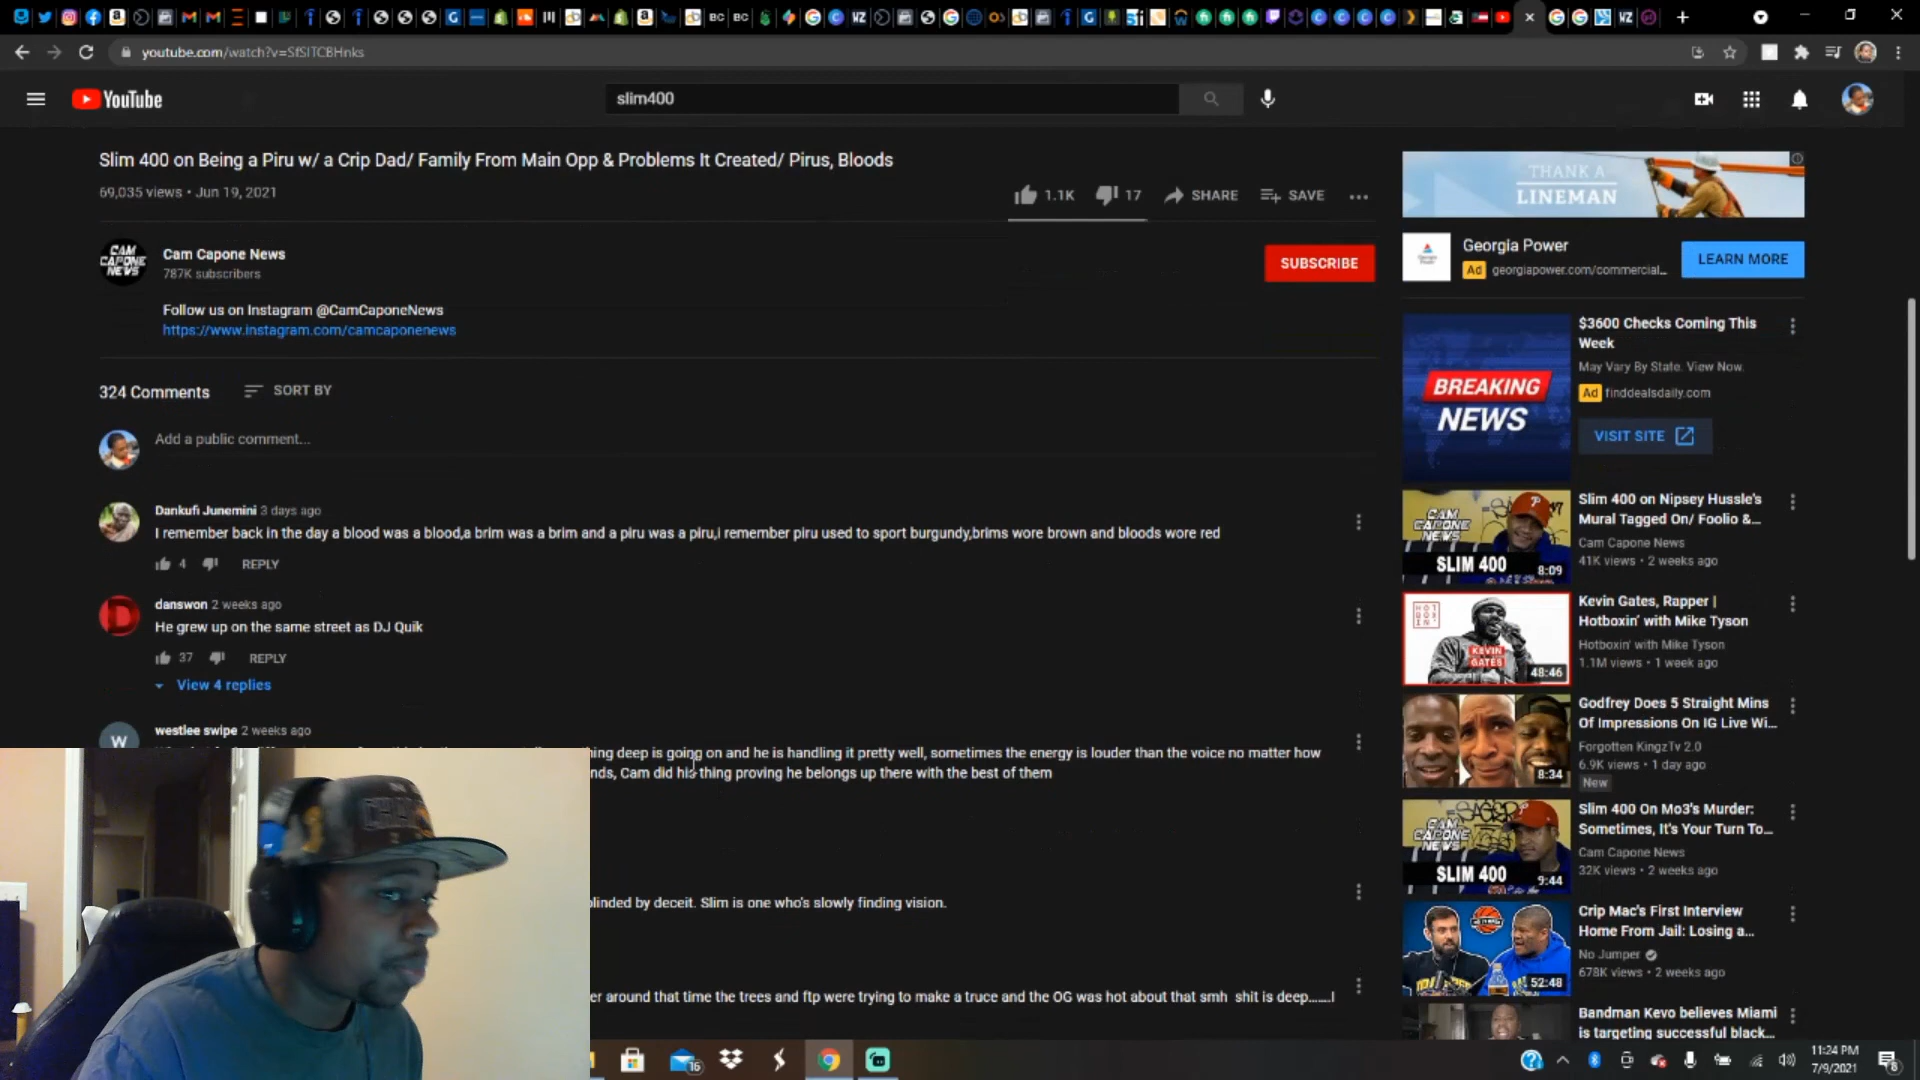 youtube.com/watch?v=SfSITCBHnks
YouTube
slim400
Slim 400 on Being a Piru w/ a Crip Dad/ Family From Main Opp & Problems It Created/ Pirus, Bloods
69,035 views • Jun 19, 2021
1.1K 17 SHARE SAVE
CAM CAPONE NEWS
Cam Capone News
787K subscribers
SUBSCRIBE
Follow us on Instagram @CamCaponeNews
https://www.instagram.com/camcaponenews
324 Comments SORT BY
Add a public comment...
Dankufi Junemini 3 days ago
I remember back in the day a blood was a blood,a brim was a brim and a piru was a piru,i remember piru used to sport burgundy,brims wore brown and bloods wore red
4 REPLY
D
danswon 2 weeks ago
He grew up on the same street as DJ Quik
37 REPLY
View 4 replies
W
westlee swipe 2 weeks ago
hing deep is going on and he is handling it pretty well, sometimes the energy is louder than the voice no matter how
nds, Cam did his thing proving he belongs up there with the best of them
blinded by deceit. Slim is one who's slowly finding vision.
er around that time the trees and ftp were trying to make a truce and the OG was hot about that smh shit is deep.......I
THANK A
LINEMAN
Georgia Power
Ad georgiapower.com/commercial...
LEARN MORE
BREAKING
NEWS
$3600 Checks Coming This
Week
May Vary By State. View Now.
Ad finddealsdaily.com
VISIT SITE
CAM CAPONE NEWS
SLIM 400
8:09
Slim 400 on Nipsey Hussle's
Mural Tagged On/ Foolio &...
Cam Capone News
41K views • 2 weeks ago
KEVIN
GATES
48:46
Kevin Gates, Rapper |
Hotboxin' with Mike Tyson
Hotboxin' with Mike Tyson
1.1M views • 1 week ago
8:34
Godfrey Does 5 Straight Mins
Of Impressions On IG Live Wi...
Forgotten KingzTv 2.0
6.9K views • 1 day ago
New
CAM CAPONE NEWS
SLIM 400
9:44
Slim 400 On Mo3's Murder:
Sometimes, It's Your Turn To...
Cam Capone News
32K views • 2 weeks ago
52:48
Crip Mac's First Interview
Home From Jail: Losing a...
No Jumper
678K views • 2 weeks ago
Bandman Kevo believes Miami
is targeting successful black...
16
11:24 PM
7/9/2021
8